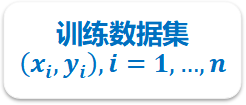 训练数据集
(xᵢ, yᵢ), i = 1, …, n